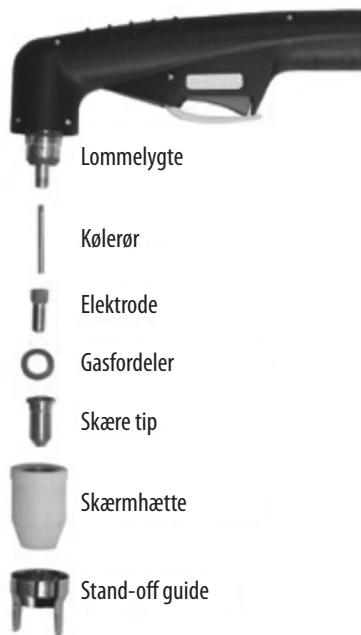 Lommelygte
Kølerør
Elektrode
Gasfordeler
Skære tip
Skærmhætte
Stand-off guide